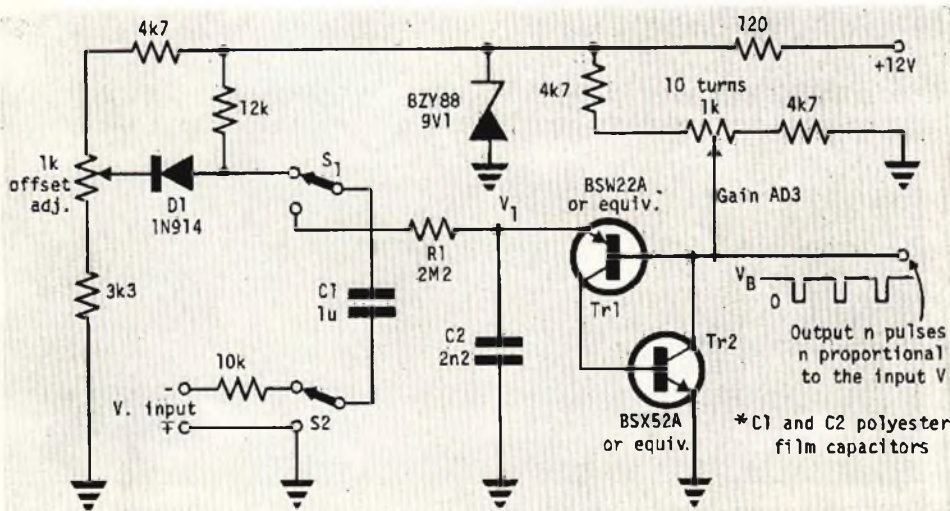 4k7
120
+12V
12k
BZY88
9V1
4k7
10 turns
1k
4k7
1k
offset
adj.
D1
1N914
S1
V1
BSW22A
or equiv.
Gain AD3
R1
2M2
3k3
C1
1u
C2
2n2
Tr1
VB
0
Tr2
Output n pulses
n proportional
to the input V
10k
-
V. input
+
S2
BSX52A
or equiv.
*C1 and C2 polyester
film capacitors